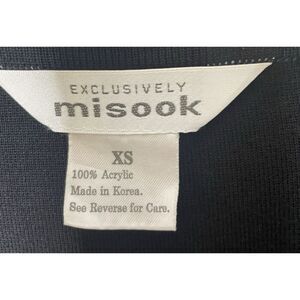 EXCLUSIVELY
misook
XS
100% Acrylic
Made in Korea.
See Reverse for Care.